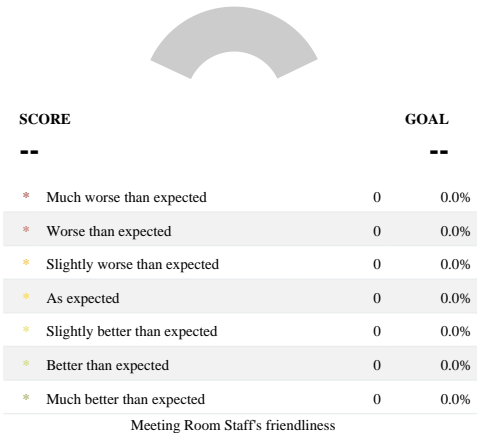 SCORE GOAL
-- --
* Much worse than expected 0 0.0%
* Worse than expected 0 0.0%
* Slightly worse than expected 0 0.0%
* As expected 0 0.0%
* Slightly better than expected 0 0.0%
* Better than expected 0 0.0%
* Much better than expected 0 0.0%
Meeting Room Staff's friendliness